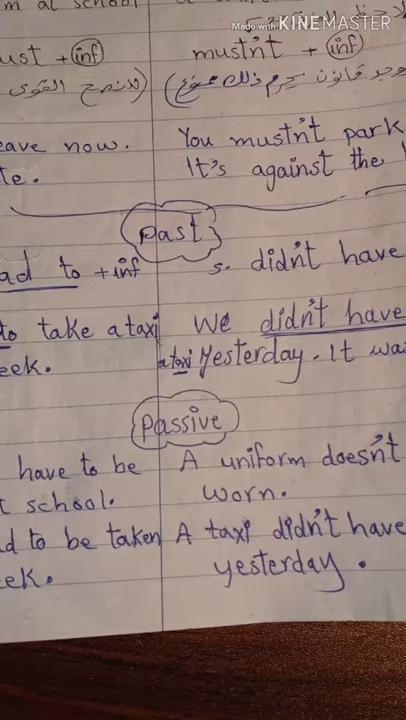 m at school
Made with KINEMASTER
ust + inf mustn't + inf
(للنصح القوى
eave now. You mustn't park
te. It's against the
past
ad to + inf s. didn't have
to take a taxi We didn't have
eek. a taxi yesterday. It wa
passive
have to be A uniform doesn't
t school. worn.
d to be taken A taxi didn't have
eek. yesterday.